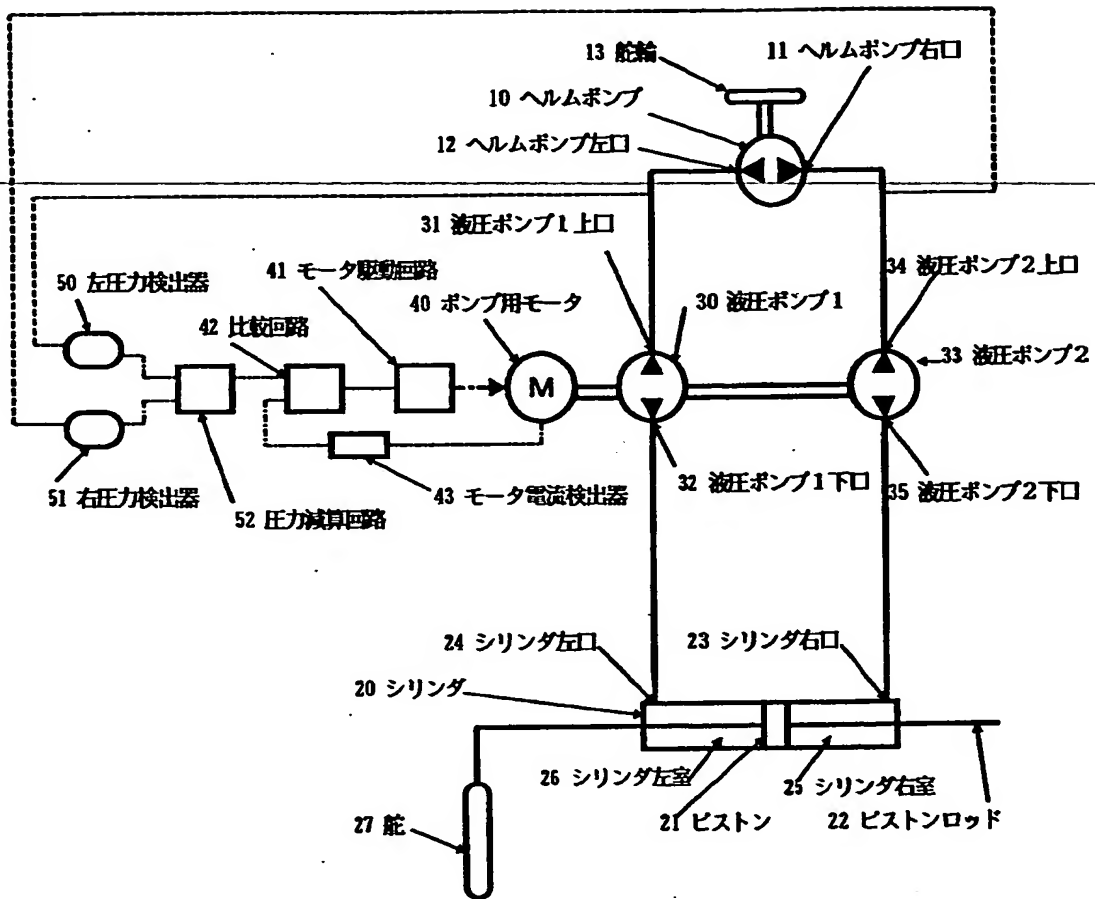 13 舵輪
11 ヘルムポンプ右口
10 ヘルムポンプ
12 ヘルムポンプ左口
31 液圧ポンプ1上口
34 液圧ポンプ2上口
41 モータ駆動回路
50 左圧力検出器
40 ポンプ用モータ
30 液圧ポンプ1
42 比較回路
33 液圧ポンプ2
M
51 右圧力検出器
43 モータ電流検出器
32 液圧ポンプ1下口
35 液圧ポンプ2下口
52 圧力減算回路
24 シリンダ左口
23 シリンダ右口
20 シリンダ
26 シリンダ左室
25 シリンダ右室
27 舵
21 ピストン
22 ピストンロッド